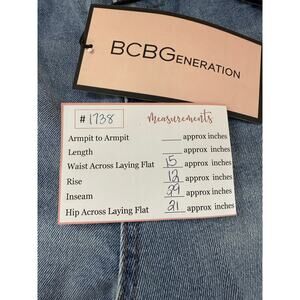 BCBGENERATION
# 1738
Measurements
Armpit to Armpit ____ approx inches
Length ____ approx inches
Waist Across Laying Flat 15 approx inches
Rise 12 approx inches
Inseam 29 approx inches
Hip Across Laying Flat 21 approx inches